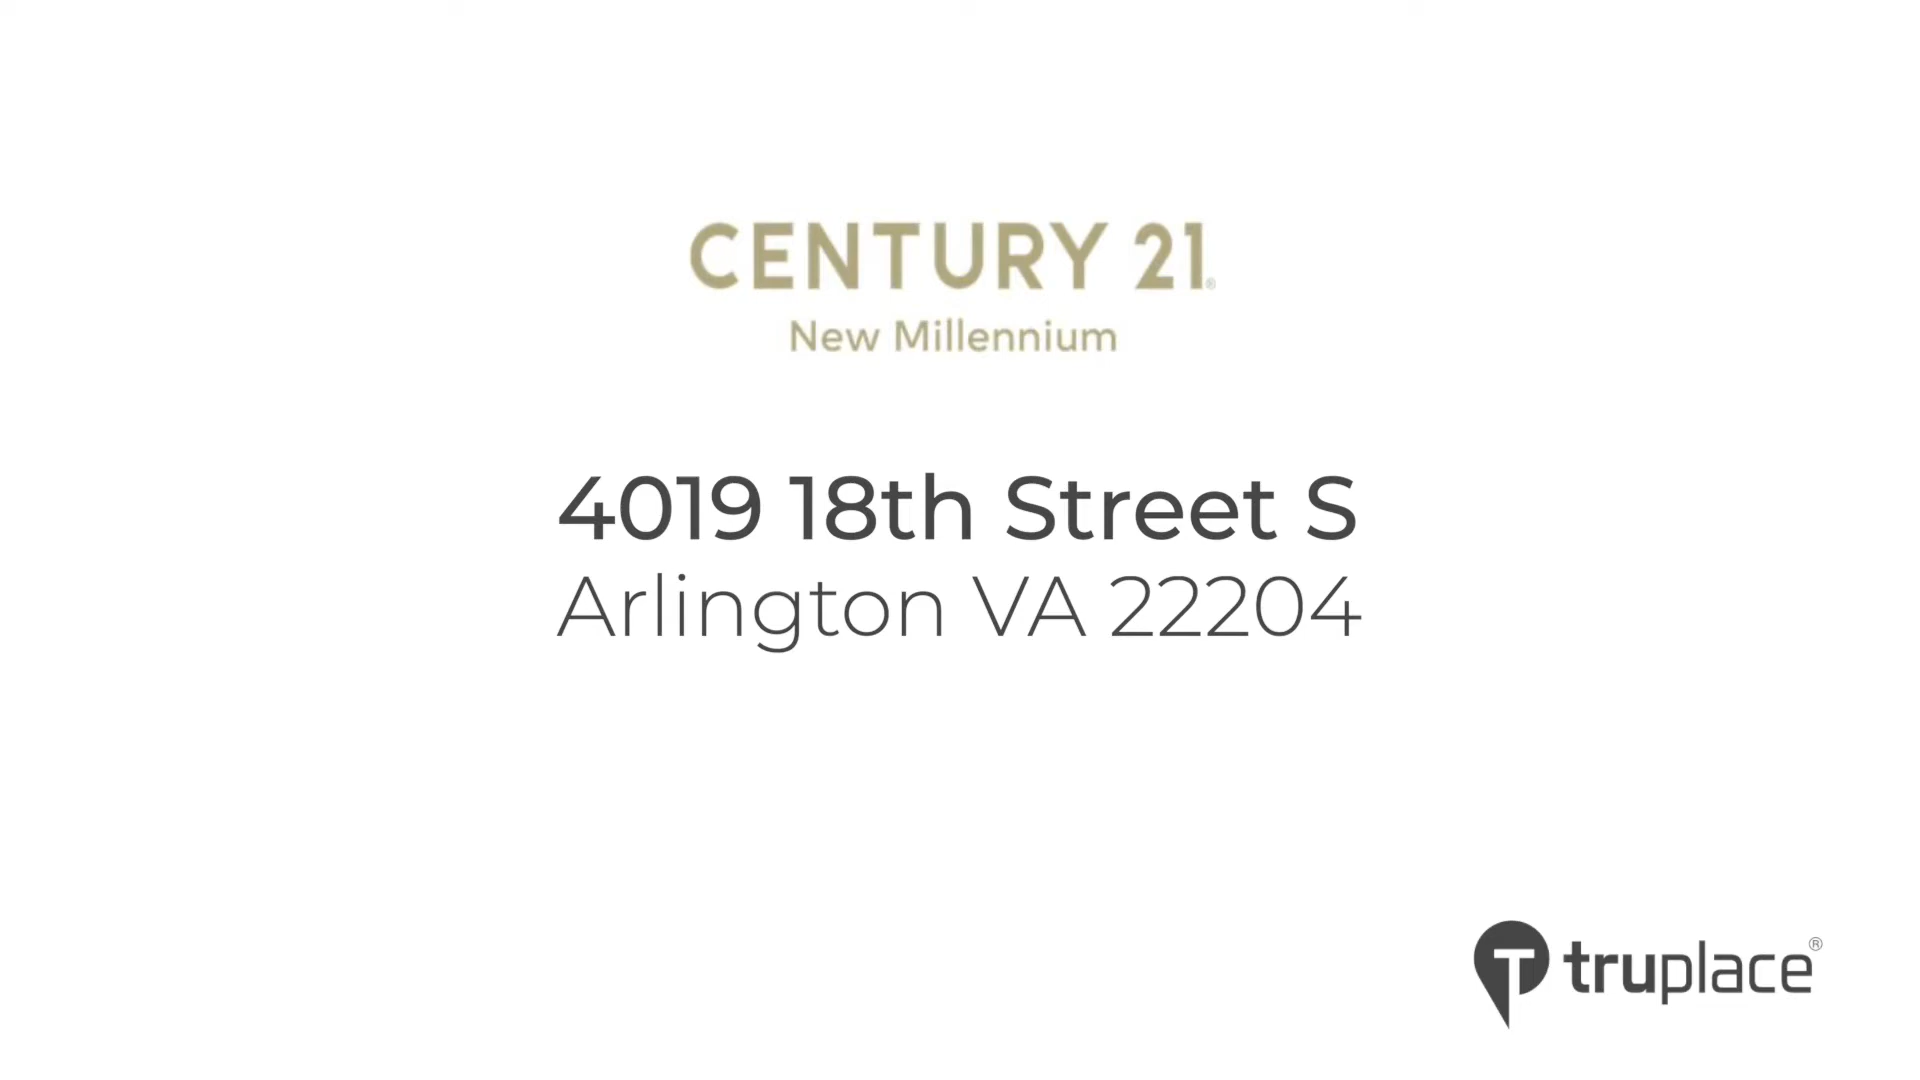 CENTURY 21®
New Millennium
4019 18th Street S
Arlington VA 22204
truplace®